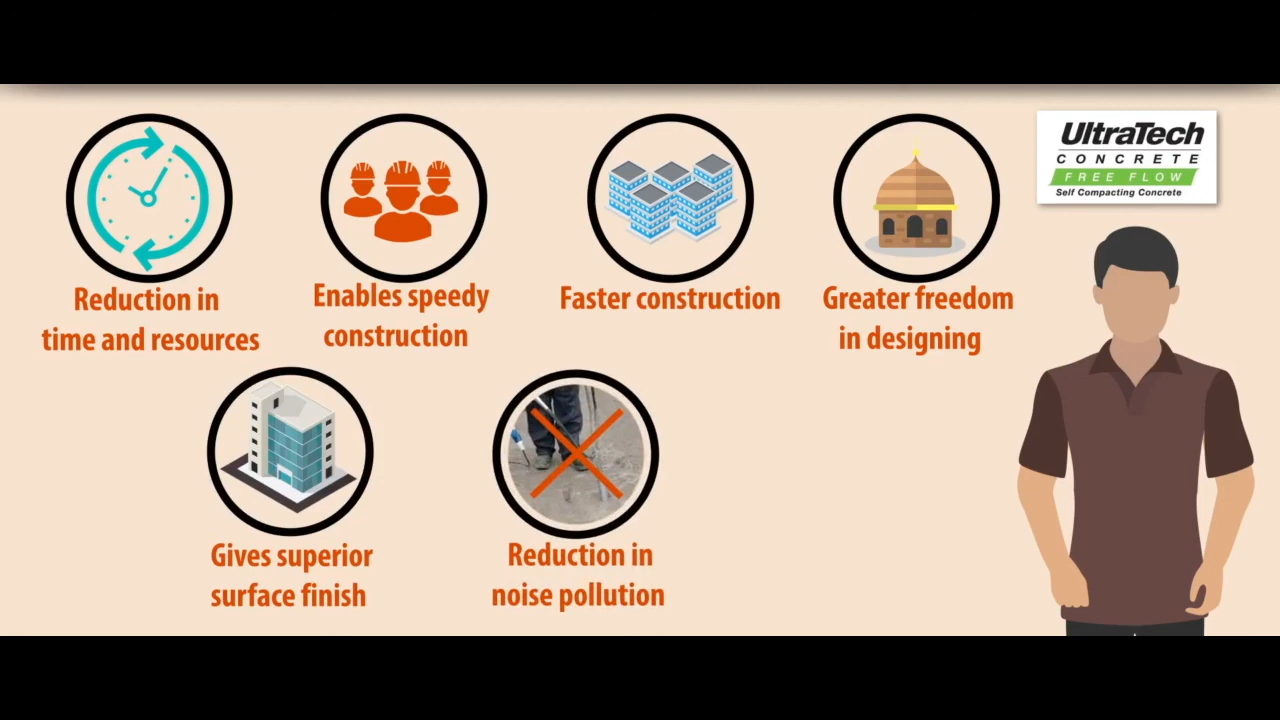 UltraTech
CONCRETE
FREE FLOW
Self Compacting Concrete
Reduction in
time and resources
Enables speedy
construction
Faster construction
Greater freedom
in designing
Gives superior
surface finish
Reduction in
noise pollution